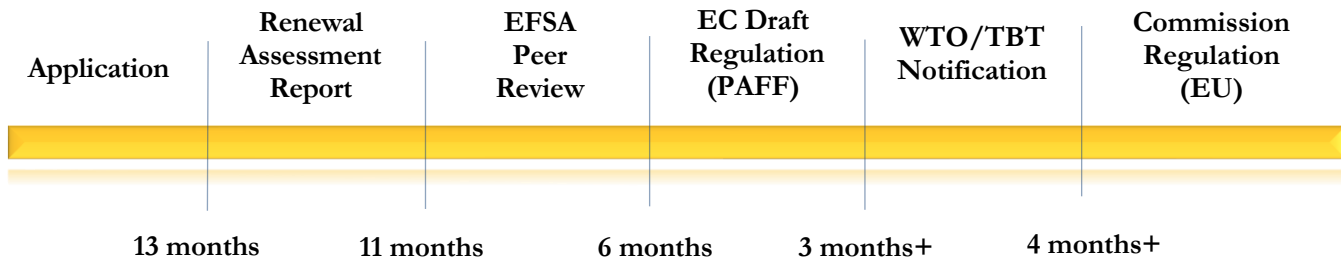 Application
Renewal
Assessment
Report
EFSA
Peer
Review
EC Draft
Regulation
(PAFF)
WTO/TBT
Notification
Commission
Regulation
(EU)
13 months
11 months
6 months
3 months+
4 months+